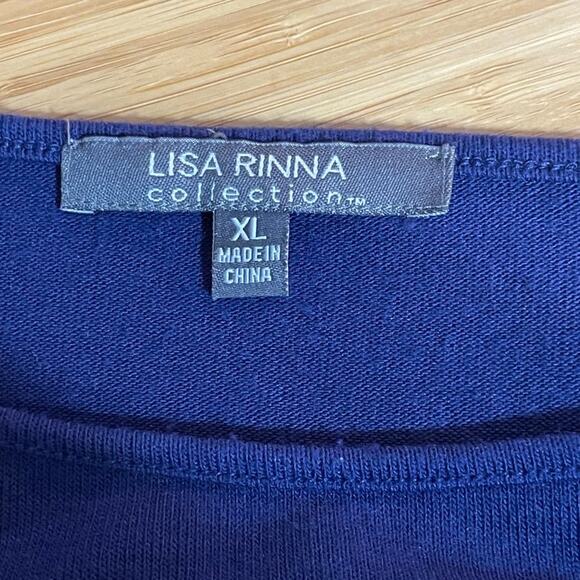 LISA RINNA
collection™
XL
MADE IN
CHINA